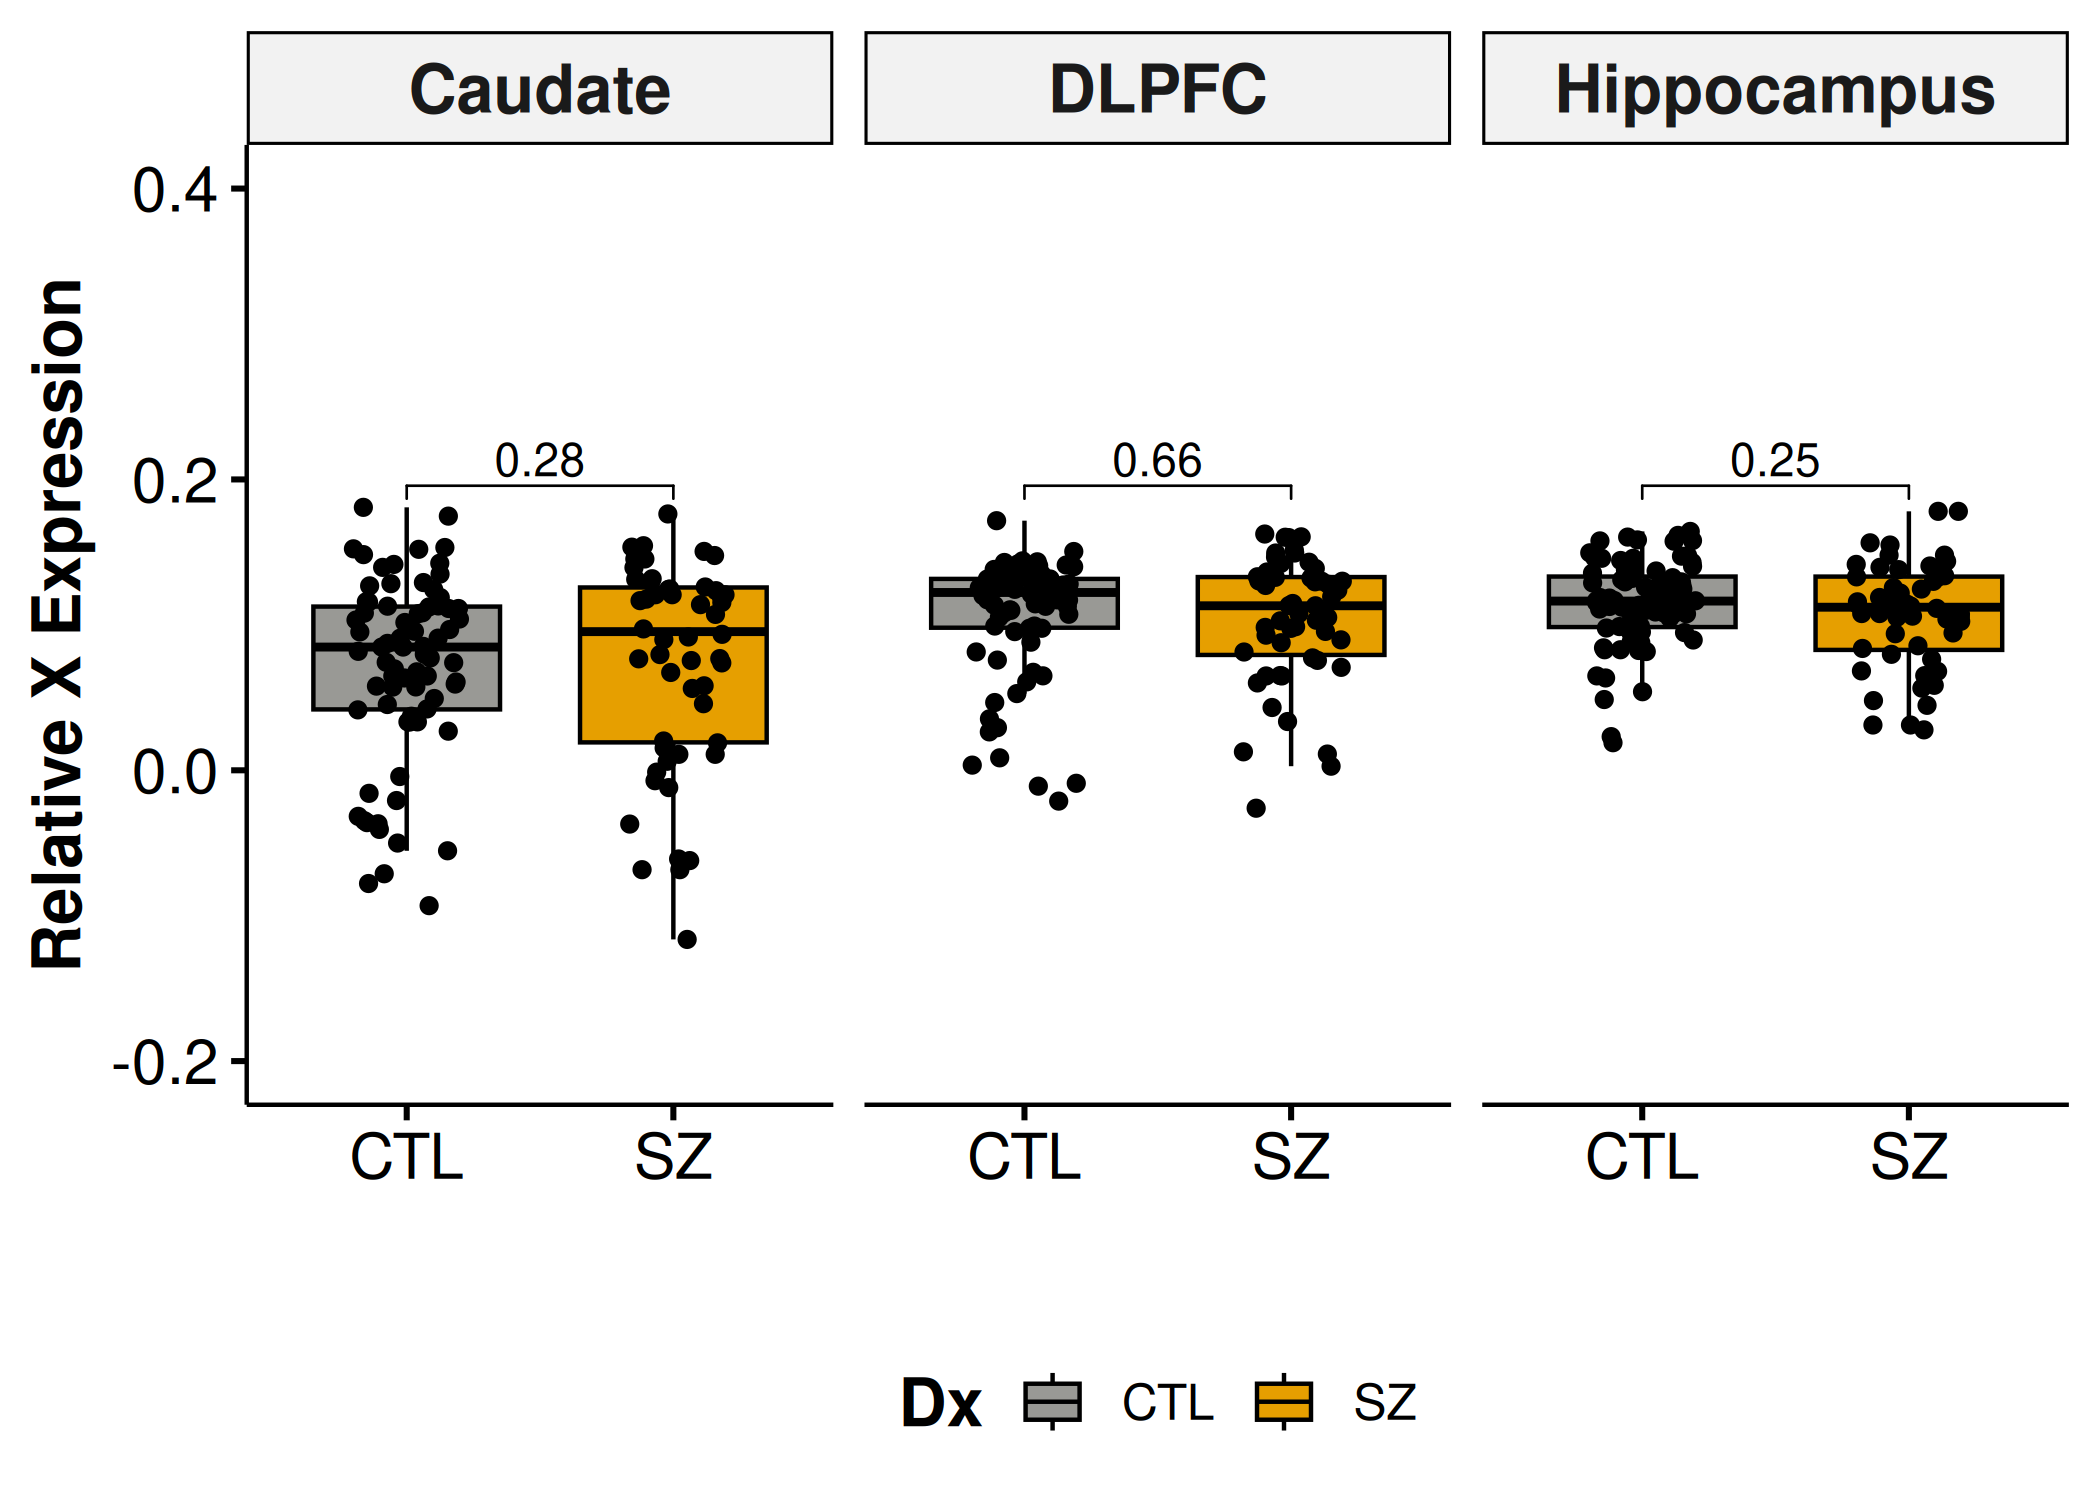 Caudate DLPFC Hippocampus
Relative X Expression
0.4
0.2
0.0
-0.2
0.28 0.66 0.25
CTL SZ CTL SZ CTL SZ
Dx CTL SZ